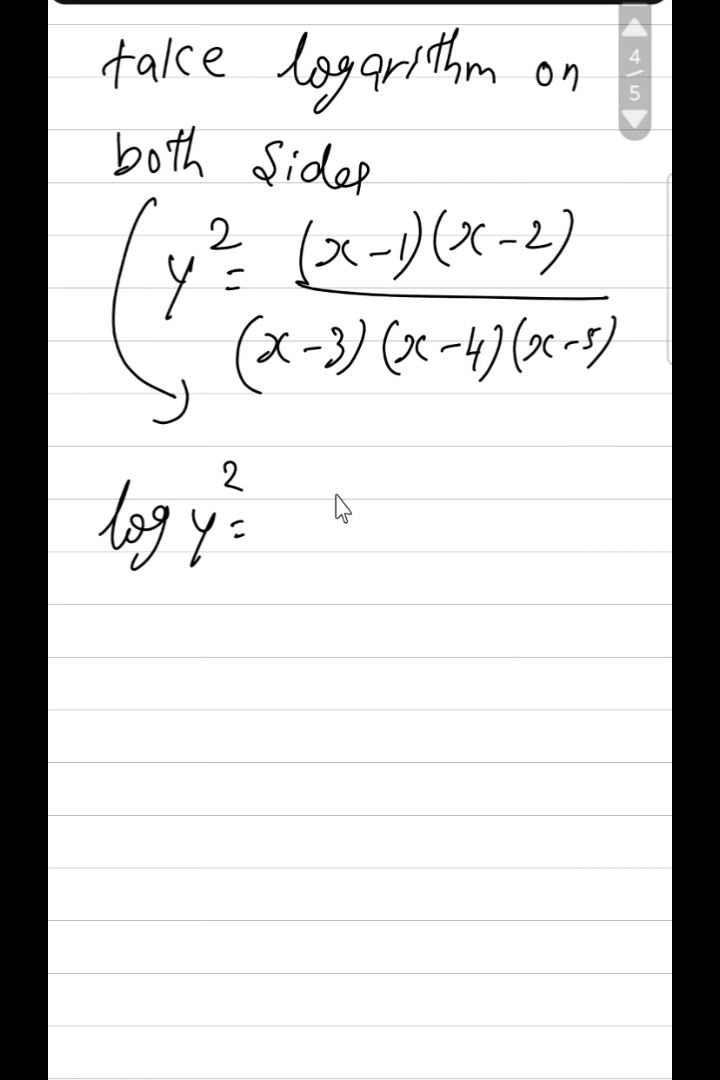 take logarithm on
both sides
y² = (x-1)(x-2)
(x-3)(x-4)(x-5)
log y² =
4
5